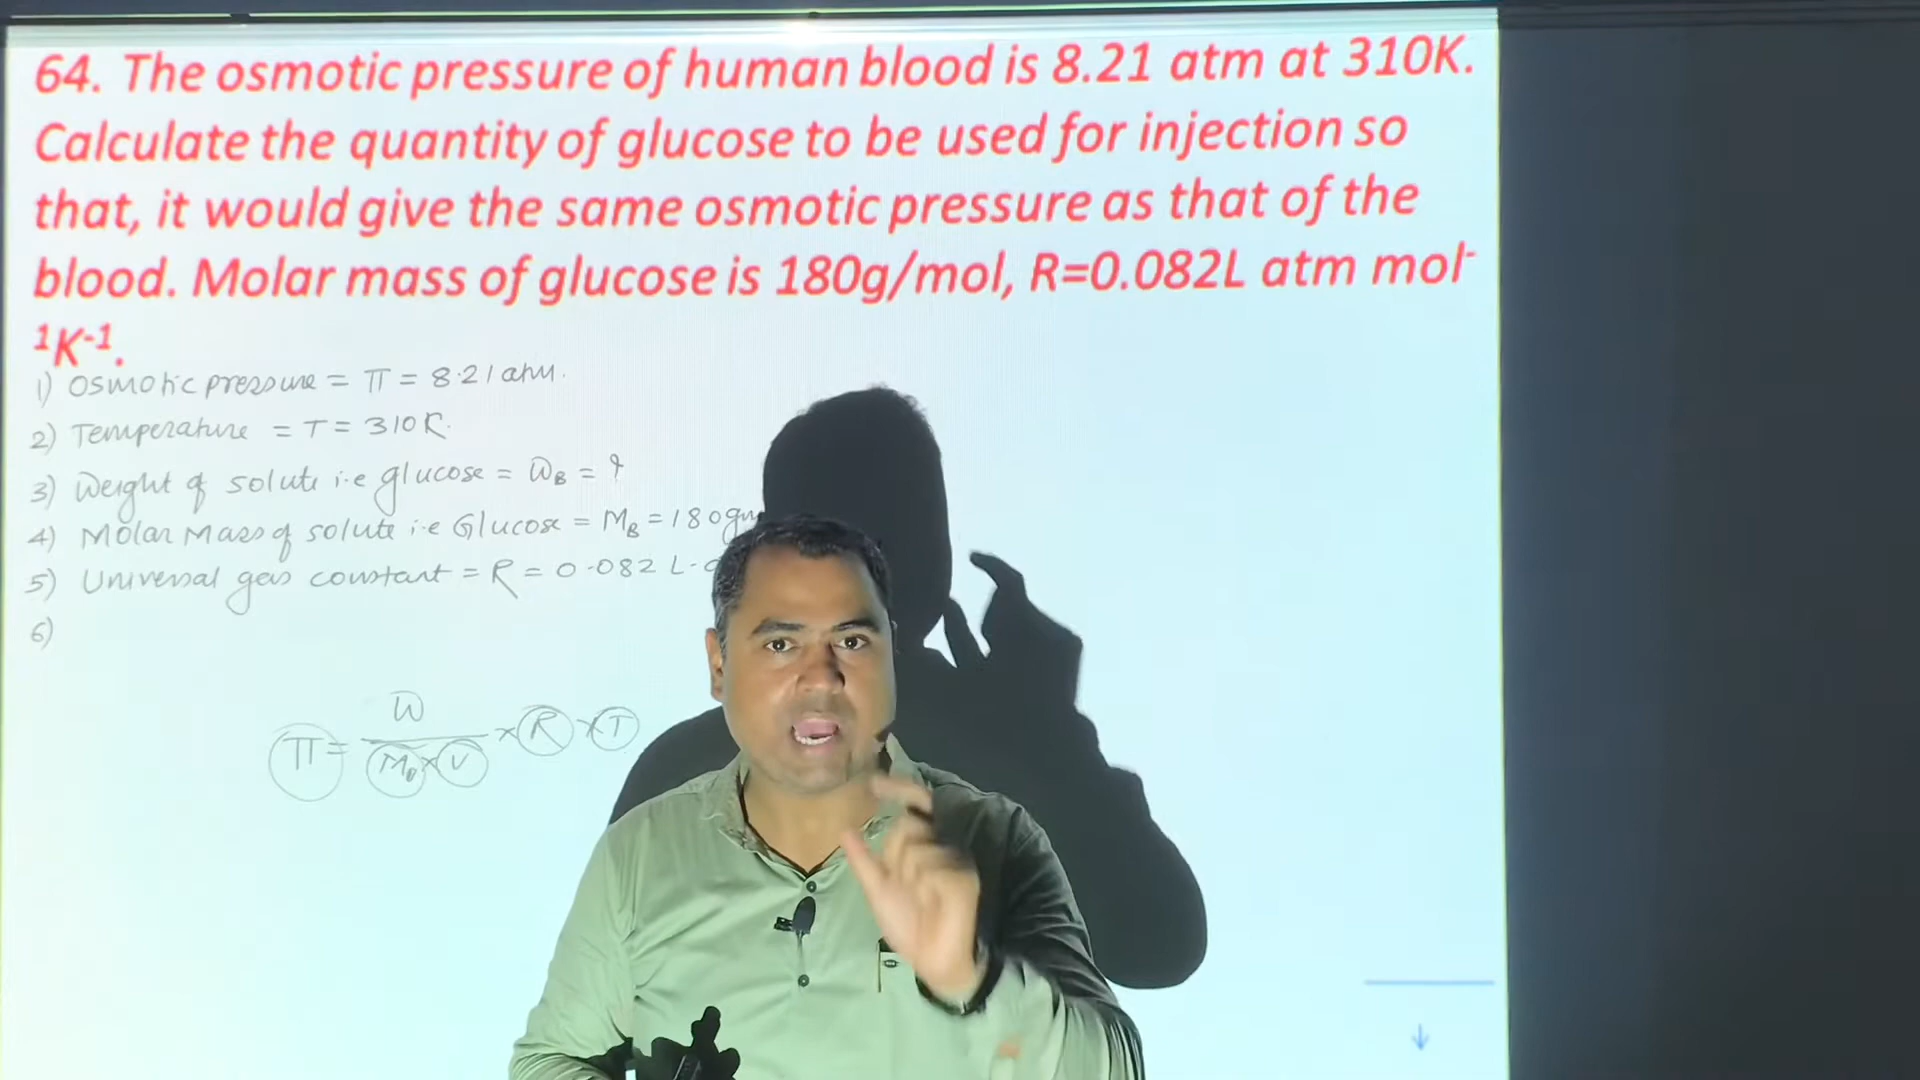 64. The osmotic pressure of human blood is 8.21 atm at 310K.
Calculate the quantity of glucose to be used for injection so
that, it would give the same osmotic pressure as that of the
blood. Molar mass of glucose is 180g/mol, R=0.082L atm mol⁻
¹K⁻¹.
1) Osmotic pressure = π = 8.21 atm.
2) Temperature = T = 310K.
3) Weight of solute i.e glucose = WB = ?
4) Molar Mass of solute i.e Glucose = MB = 180gm
5) Universal gas constant = R = 0.082 L.
6)
W
π = ―――― × R × T
MB × V